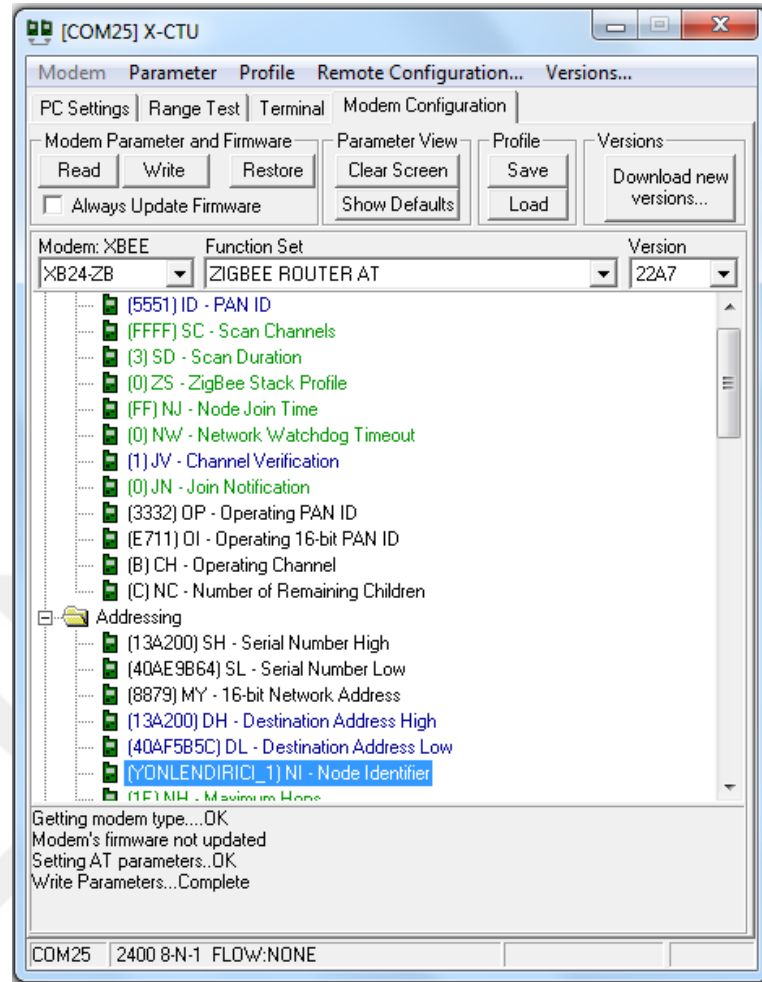 [COM25] X-CTU
Modem Parameter Profile Remote Configuration... Versions...
PC Settings Range Test Terminal Modem Configuration
Modem Parameter and Firmware Parameter View Profile Versions
Read Write Restore Clear Screen Save Download new versions...
Always Update Firmware Show Defaults Load
Modem: XBEE Function Set Version
XB24-ZB ZIGBEE ROUTER AT 22A7
(5551) ID - PAN ID
(FFFF) SC - Scan Channels
(3) SD - Scan Duration
(0) ZS - ZigBee Stack Profile
(FF) NJ - Node Join Time
(0) NW - Network Watchdog Timeout
(1) JV - Channel Verification
(0) JN - Join Notification
(3332) OP - Operating PAN ID
(E711) OI - Operating 16-bit PAN ID
(B) CH - Operating Channel
(C) NC - Number of Remaining Children
Addressing
(13A200) SH - Serial Number High
(40AE9B64) SL - Serial Number Low
(8879) MY - 16-bit Network Address
(13A200) DH - Destination Address High
(40AF5B5C) DL - Destination Address Low
(YONLENDIRICI_1) NI - Node Identifier
(1E) NH - Maximum Hops
Getting modem type....OK
Modem's firmware not updated
Setting AT parameters..OK
Write Parameters...Complete
COM25 2400 8-N-1 FLOW:NONE